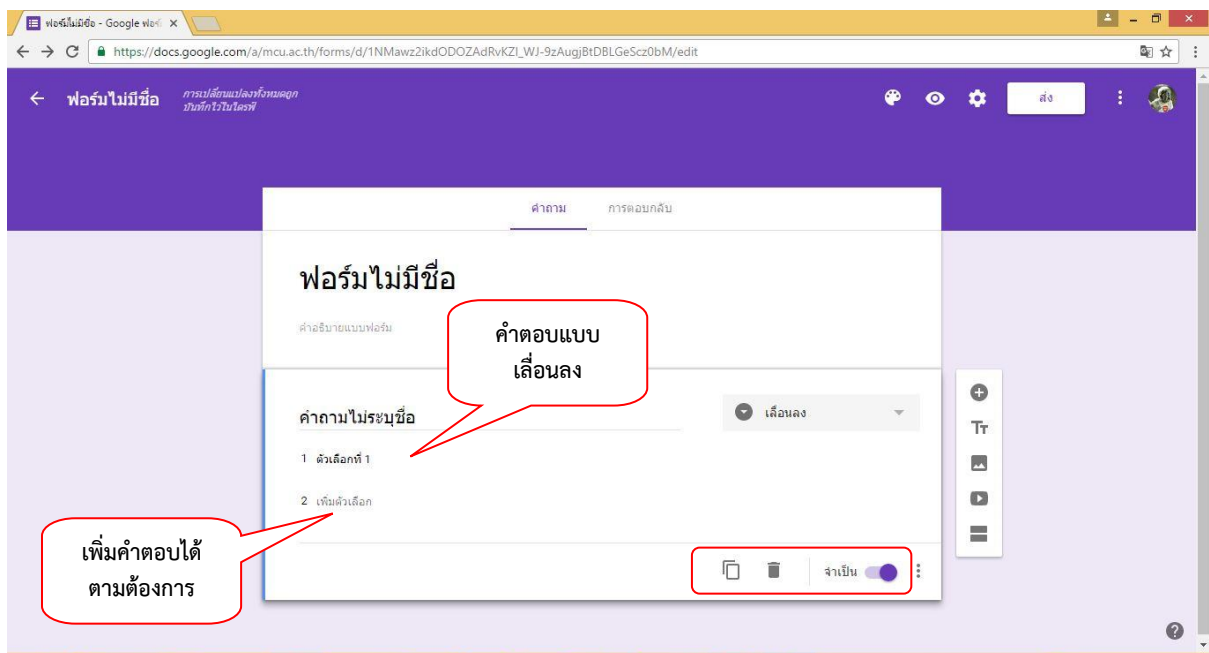 ฟอร์มไม่มีชื่อ - Google ฟอร์
https://docs.google.com/a/mcu.ac.th/forms/d/1NMawz2ikdODOZAdRvKZI_WJ-9zAugjBtDBLGeScz0bM/edit
ฟอร์มไม่มีชื่อ
การเปลี่ยนแปลงทั้งหมดถูก
บันทึกไว้ในไดรฟ์
ส่ง
คำถาม
การตอบกลับ
ฟอร์มไม่มีชื่อ
คำอธิบายแบบฟอร์ม
คำตอบแบบ
เลื่อนลง
คำถามไม่ระบุชื่อ
เลื่อนลง
1 ตัวเลือกที่ 1
2 เพิ่มตัวเลือก
เพิ่มคำตอบได้
ตามต้องการ
จำเป็น
Tт